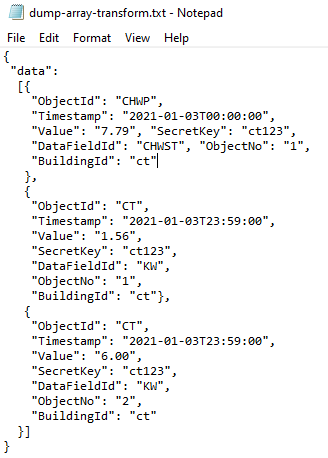 dump-array-transform.txt - Notepad
File Edit Format View Help
{
"data":
[{
"ObjectId": "CHWP",
"Timestamp": "2021-01-03T00:00:00",
"Value": "7.79", "SecretKey": "ct123",
"DataFieldId": "CHWST", "ObjectNo": "1",
"BuildingId": "ct"
},
{
"ObjectId": "CT",
"Timestamp": "2021-01-03T23:59:00",
"Value": "1.56",
"SecretKey": "ct123",
"DataFieldId": "KW",
"ObjectNo": "1",
"BuildingId": "ct"},
{
"ObjectId": "CT",
"Timestamp": "2021-01-03T23:59:00",
"Value": "6.00",
"SecretKey": "ct123",
"DataFieldId": "KW",
"ObjectNo": "2",
"BuildingId": "ct"
}]
}